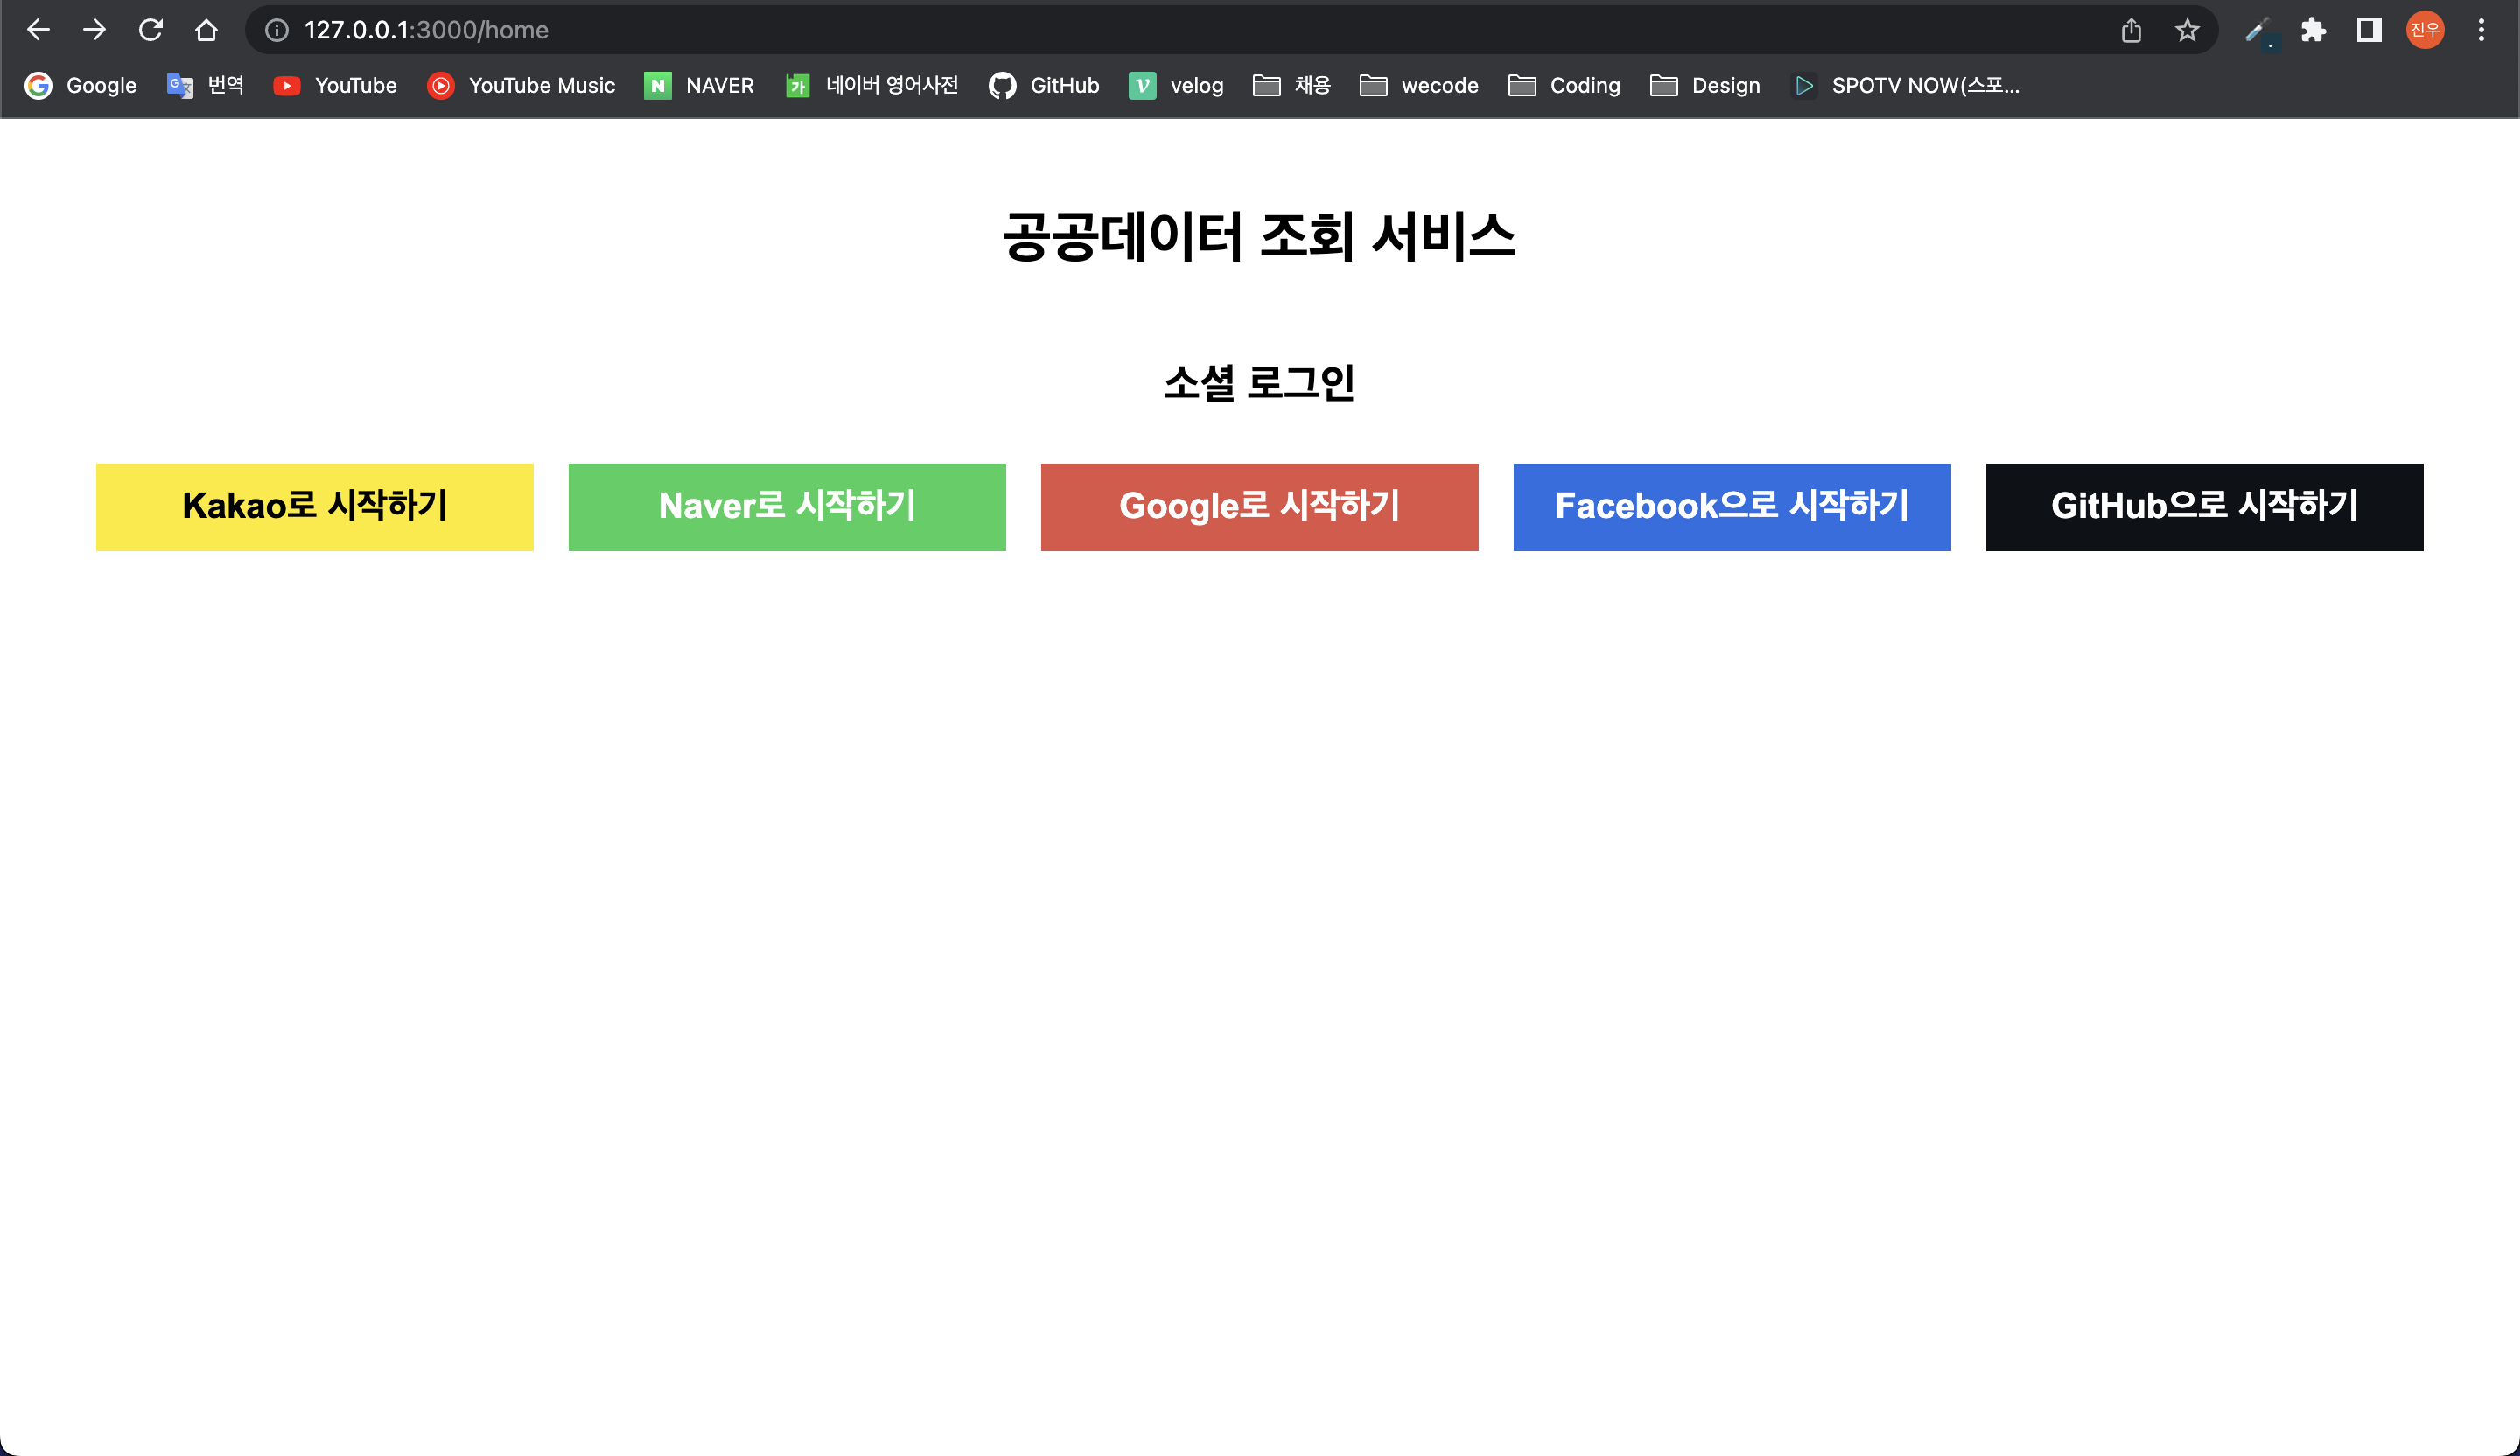 127.0.0.1:3000/home
진우
Google 번역 YouTube YouTube Music NAVER 네이버 영어사전 GitHub velog 채용 wecode Coding Design SPOTV NOW(스포...
공공데이터 조회 서비스
소셜 로그인
Kakao로 시작하기 Naver로 시작하기 Google로 시작하기 Facebook으로 시작하기 GitHub으로 시작하기